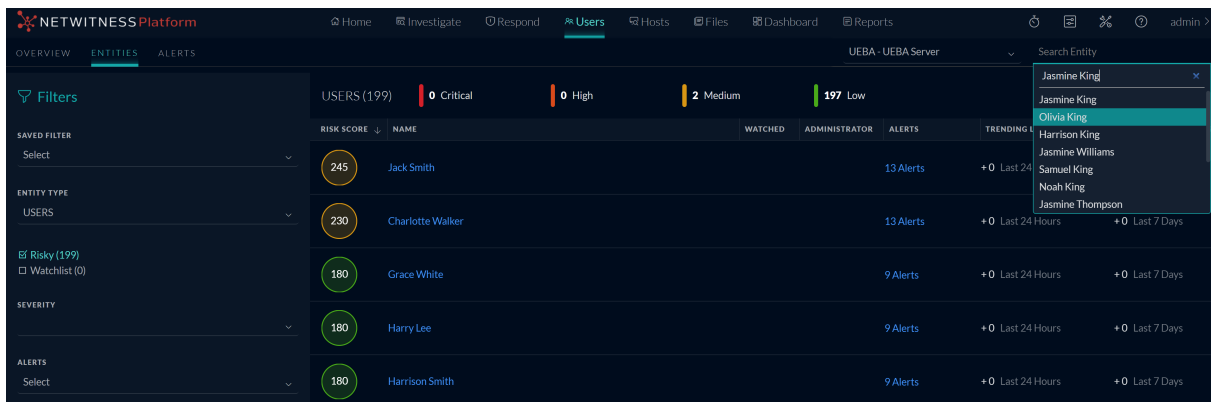 NETWITNESS Platform Home Investigate Respond Users Hosts Files Dashboard Reports admin >
OVERVIEW ENTITIES ALERTS UEBA - UEBA Server Search Entity
Jasmine King
Filters
USERS (199) 0 Critical 0 High 2 Medium 197 Low
Jasmine King
Olivia King
Harrison King
Jasmine Williams
Samuel King
Noah King
Jasmine Thompson
SAVED FILTER
Select
ENTITY TYPE
USERS
Risky (199)
Watchlist (0)
SEVERITY
ALERTS
Select
RISK SCORE ↓ NAME WATCHED ADMINISTRATOR ALERTS TRENDING
245 Jack Smith 13 Alerts +0 Last 24
230 Charlotte Walker 13 Alerts +0 Last 24 Hours +0 Last 7 Days
180 Grace White 9 Alerts +0 Last 24 Hours +0 Last 7 Days
180 Harry Lee 9 Alerts +0 Last 24 Hours +0 Last 7 Days
180 Harrison Smith 9 Alerts +0 Last 24 Hours +0 Last 7 Days